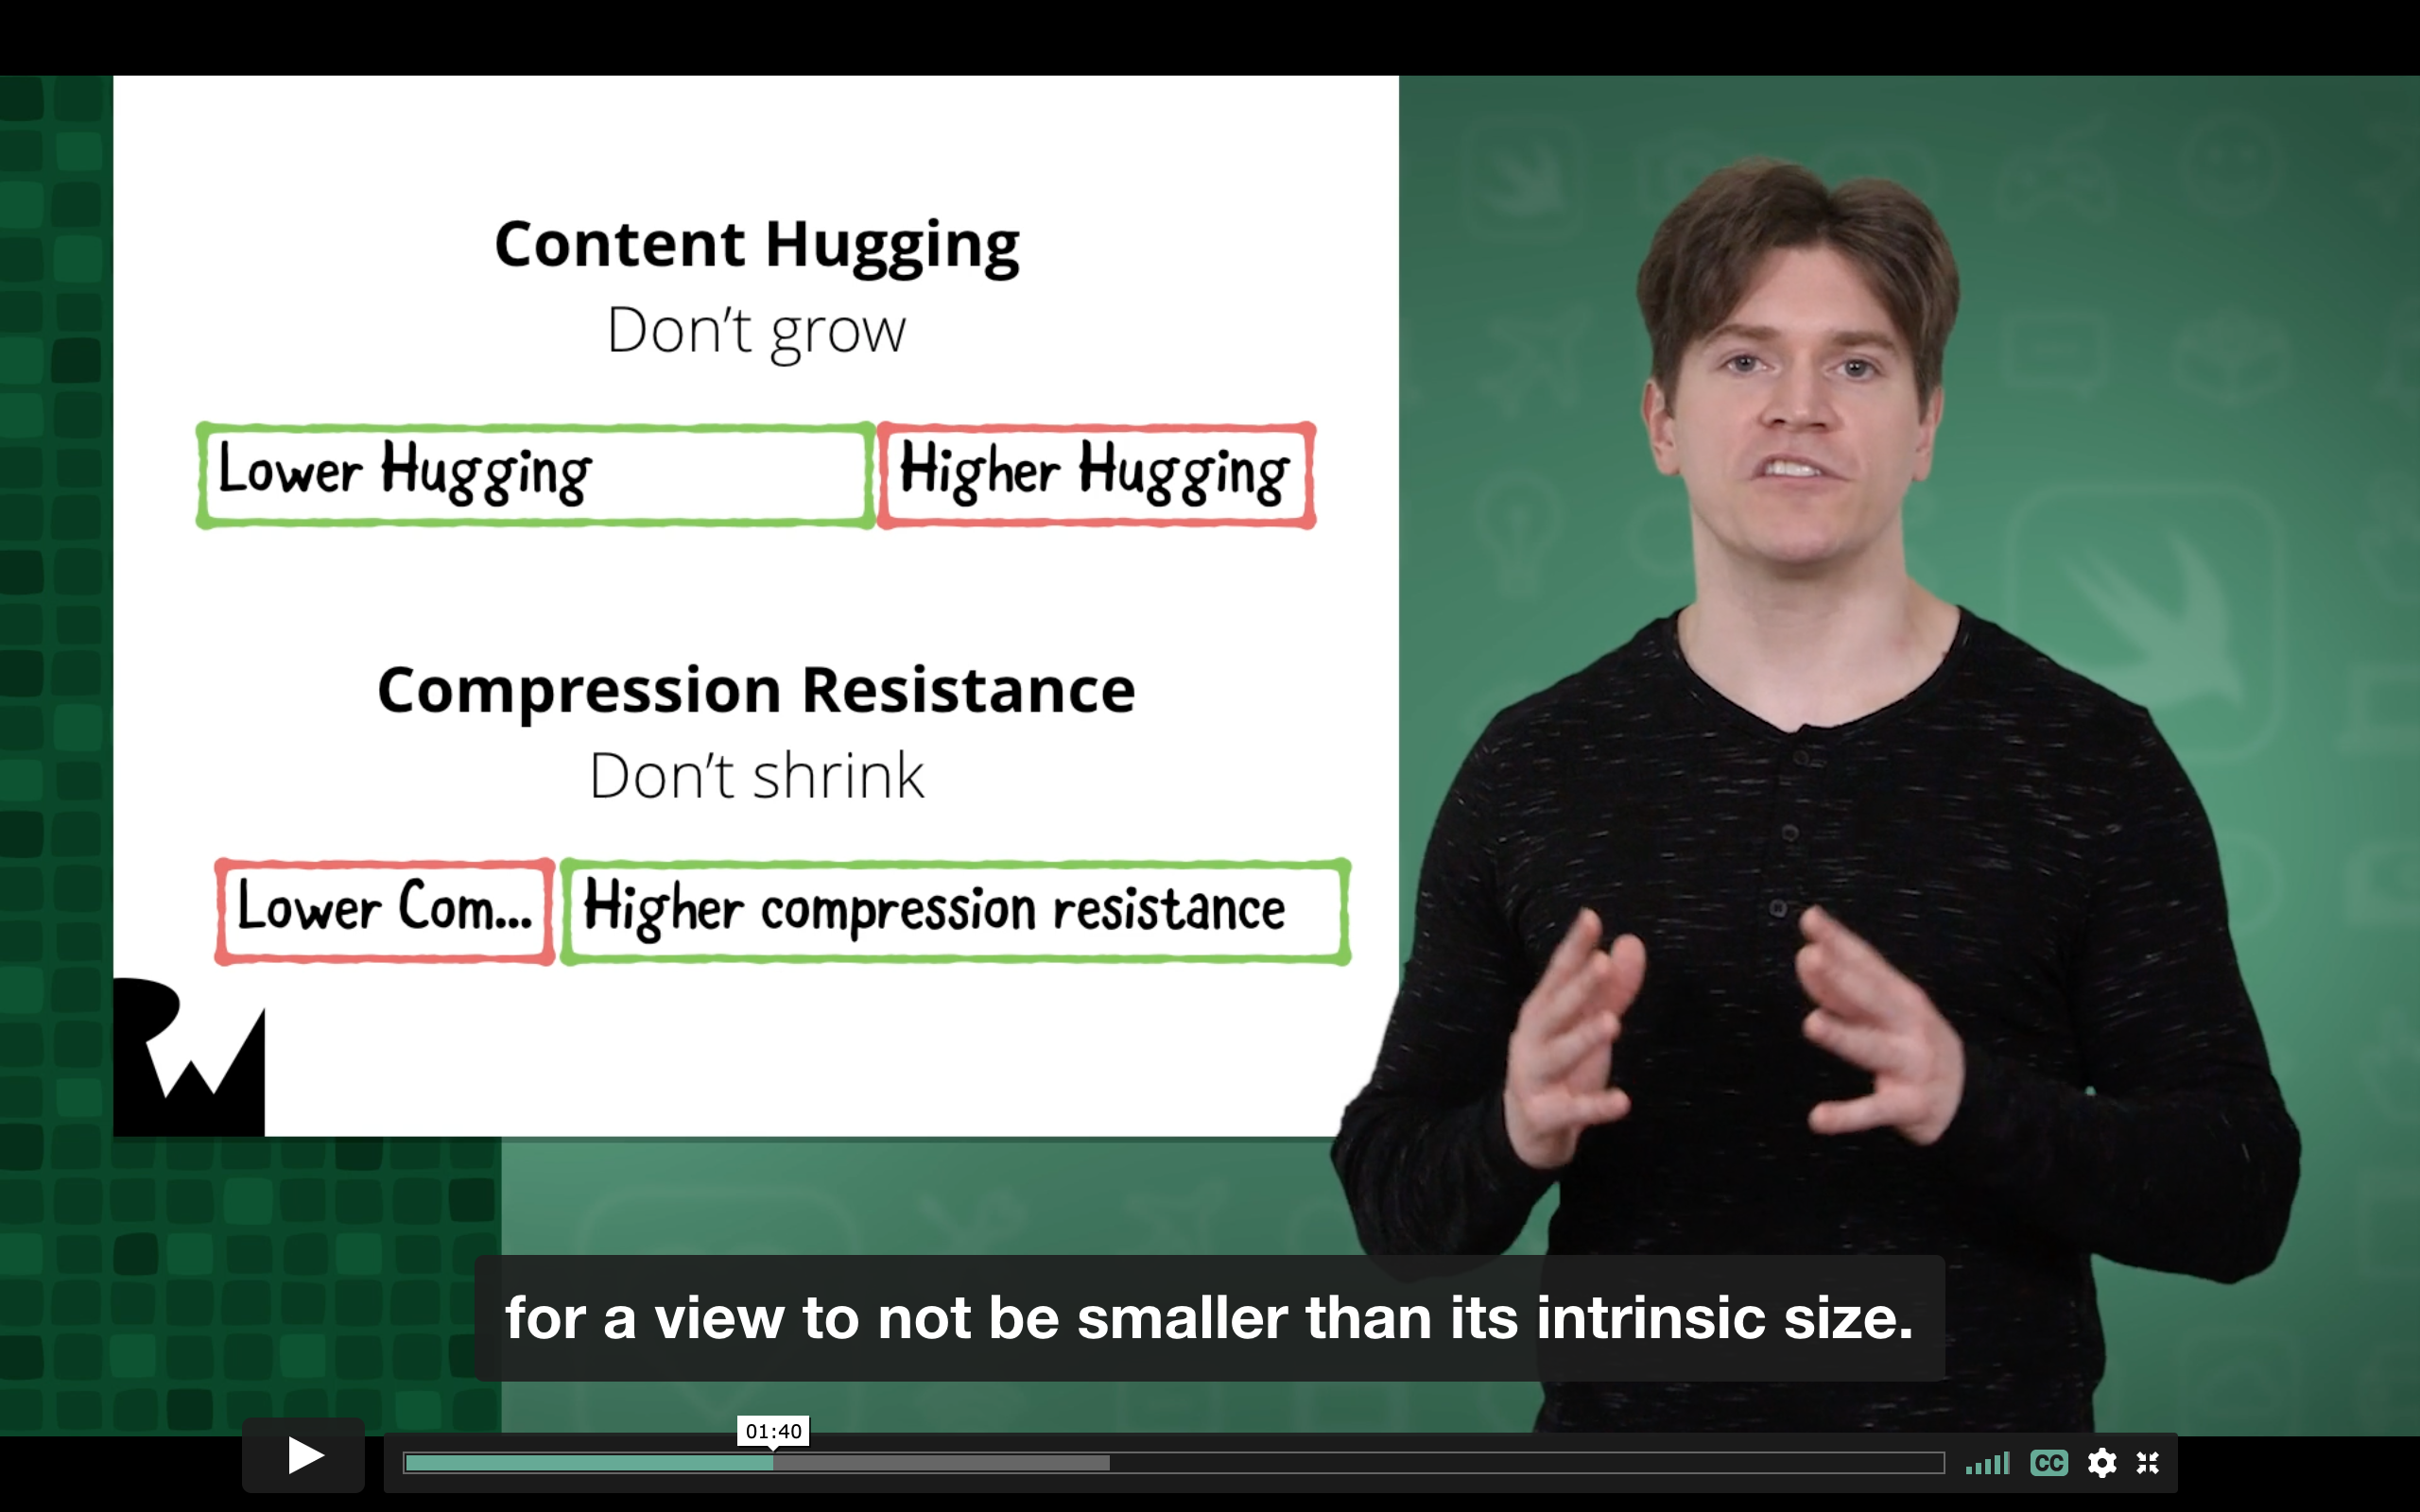 Content Hugging
Don't grow
Lower Hugging
Higher Hugging
Compression Resistance
Don't shrink
Lower Com...
Higher compression resistance
RW
for a view to not be smaller than its intrinsic size.
01:40
CC